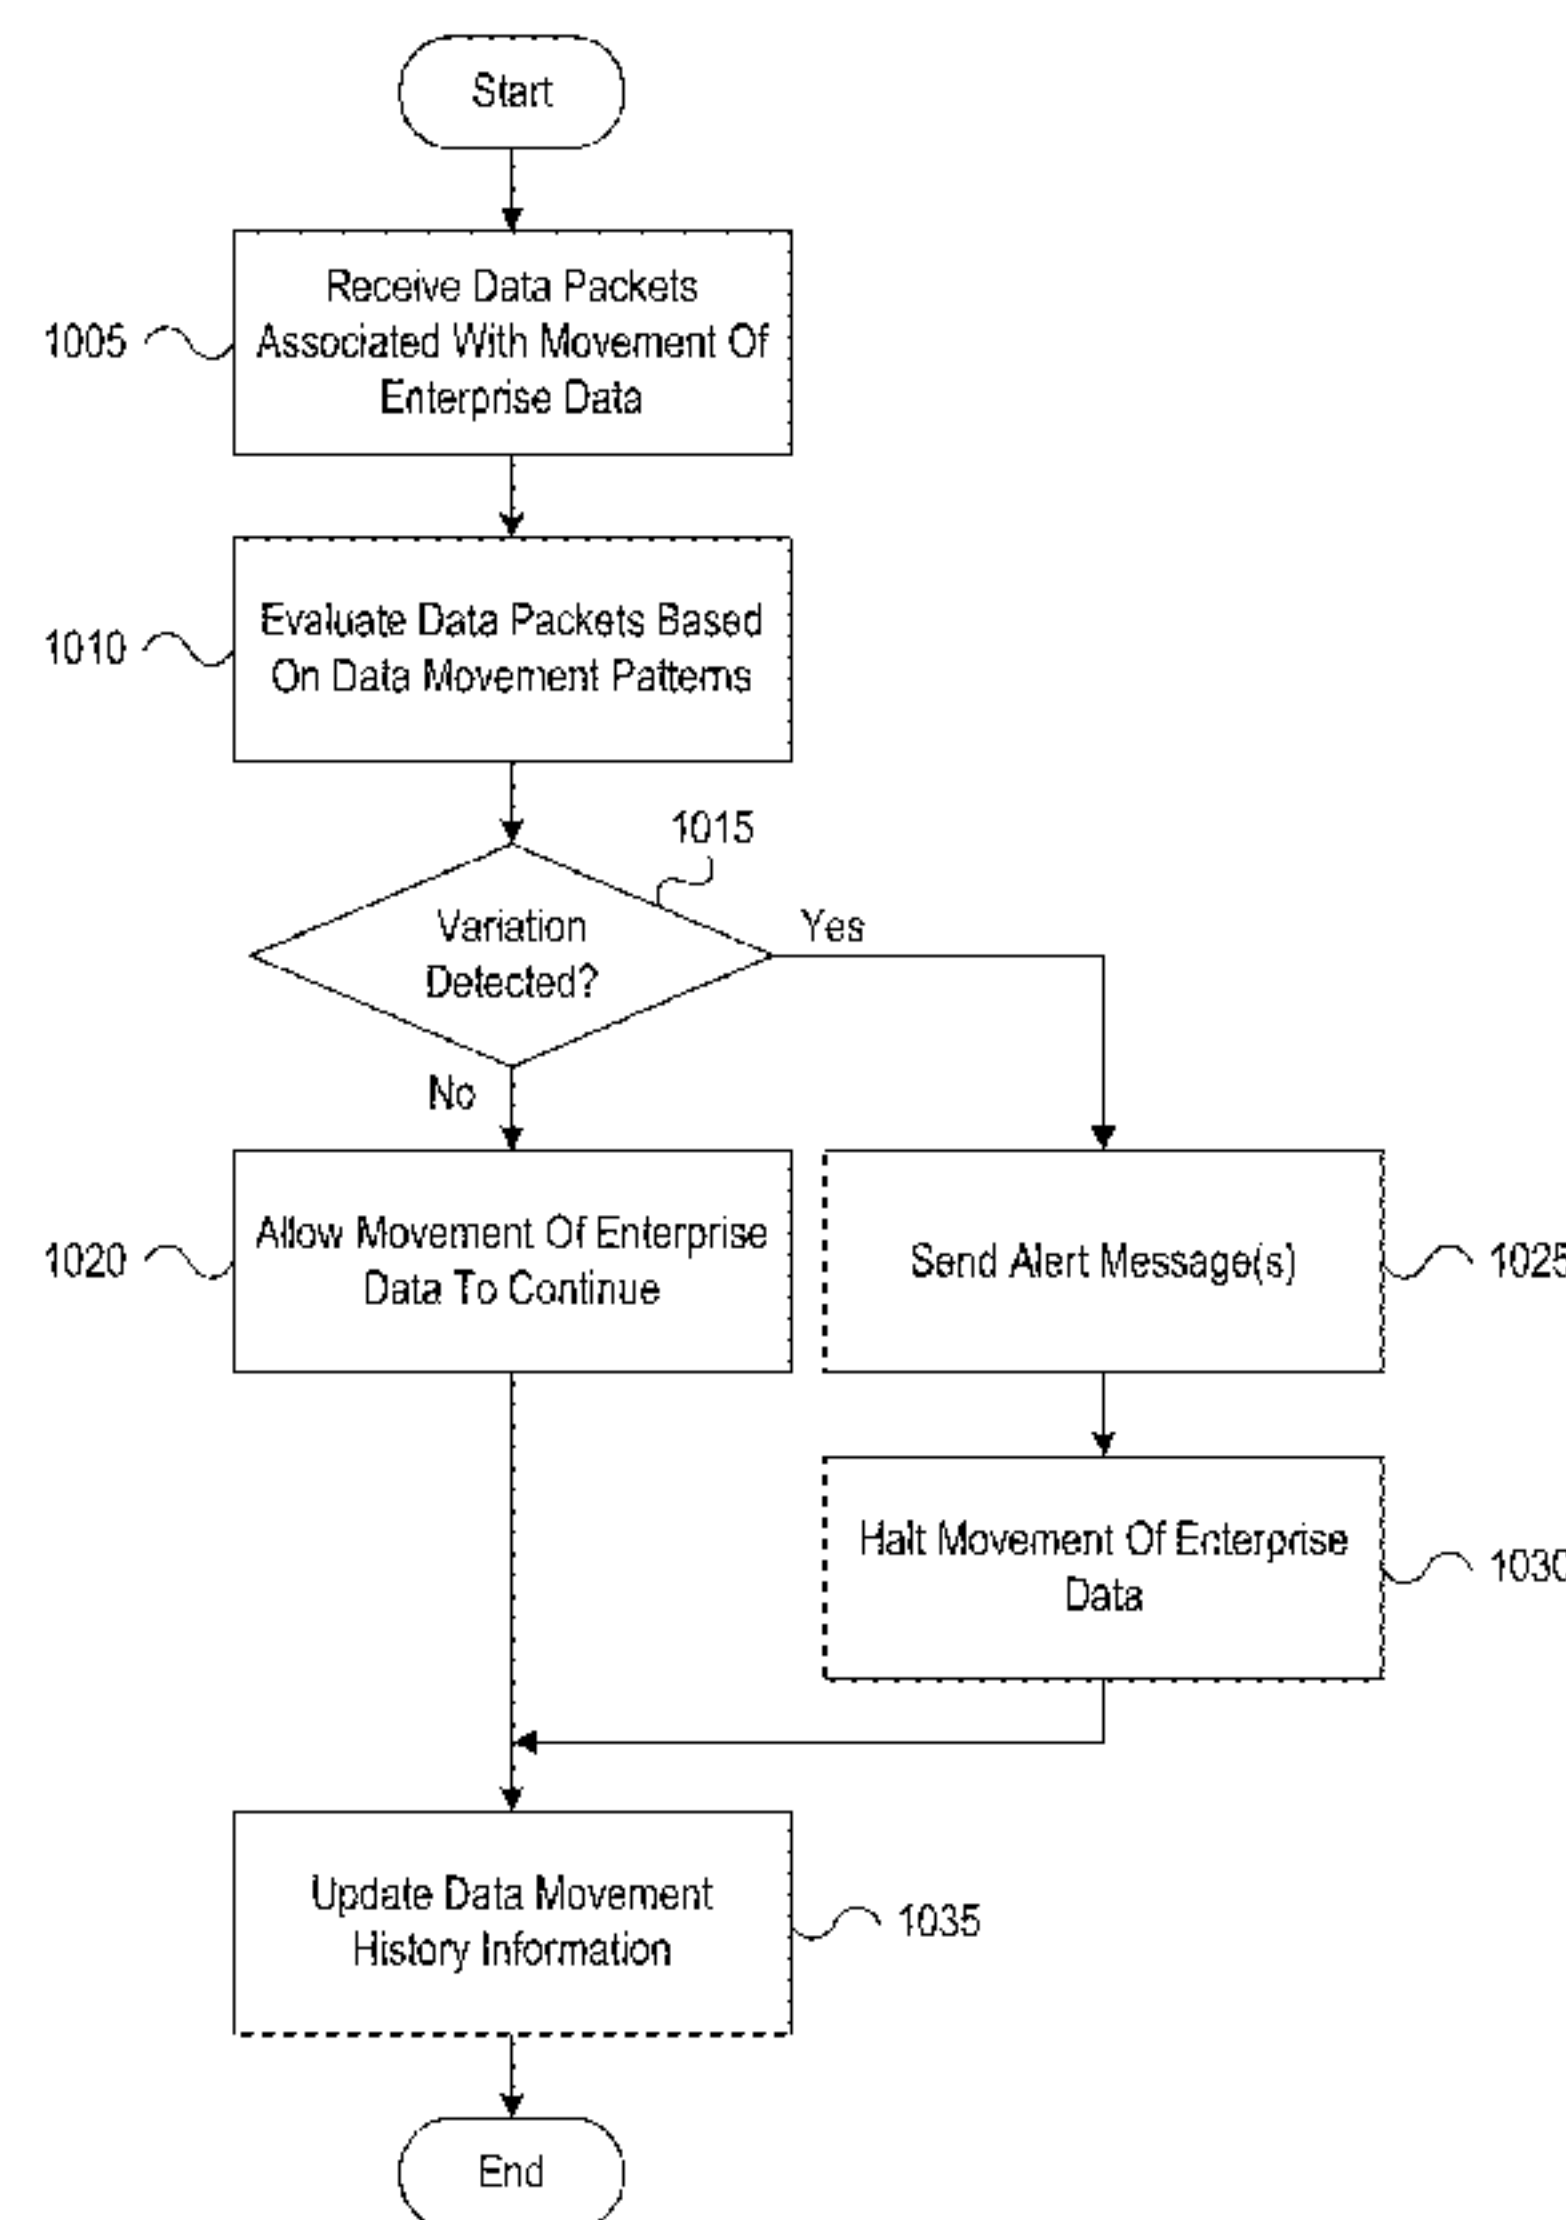 Start
Receive Data Packets
1005
Associated With Movement Of
Enterprise Data
Evaluate Data Packets Based
1010
On Data Movement Patterns
1015
Variation
Detected?
Yes
No
Allow Movement Of Enterprise
1020
Data To Continue
Send Alert Message(s)
1025
Halt Movement Of Enterprise
Data
1030
Update Data Movement
History Information
1035
End